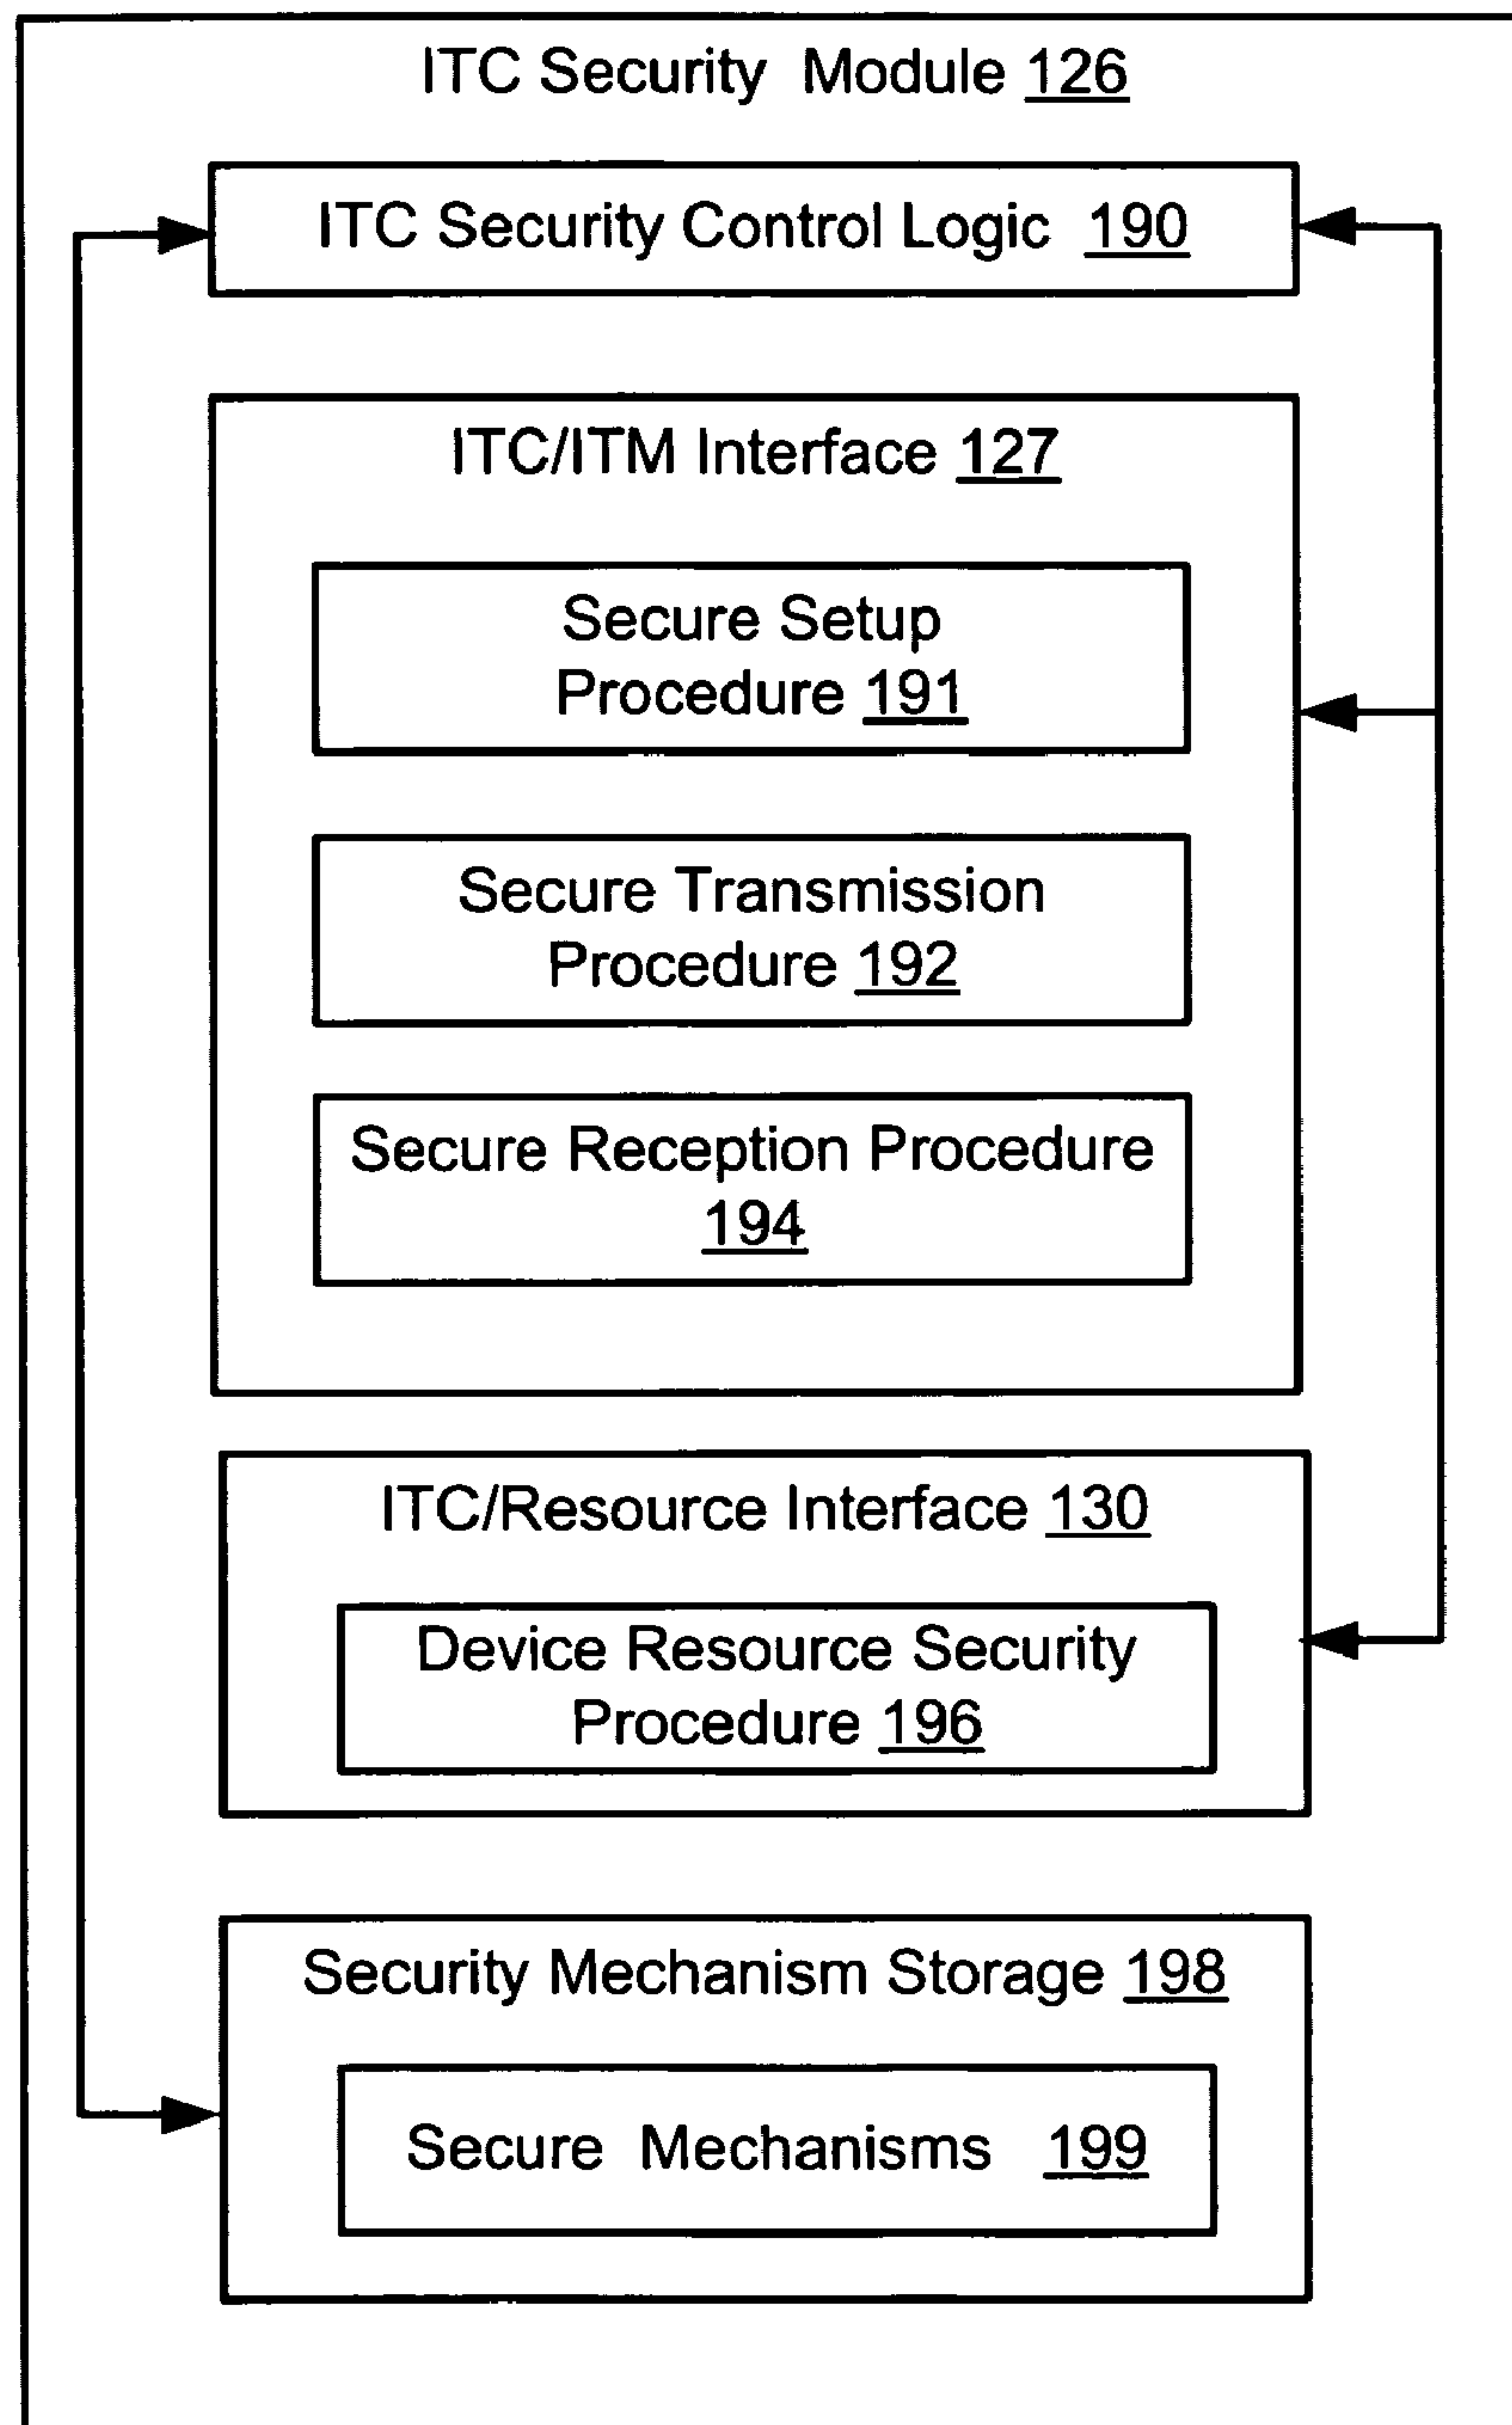 ITC Security Module 126
ITC Security Control Logic 190
ITC/ITM Interface 127
Secure Setup
Procedure 191
Secure Transmission
Procedure 192
Secure Reception Procedure
194
ITC/Resource Interface 130
Device Resource Security
Procedure 196
Security Mechanism Storage 198
Secure Mechanisms 199